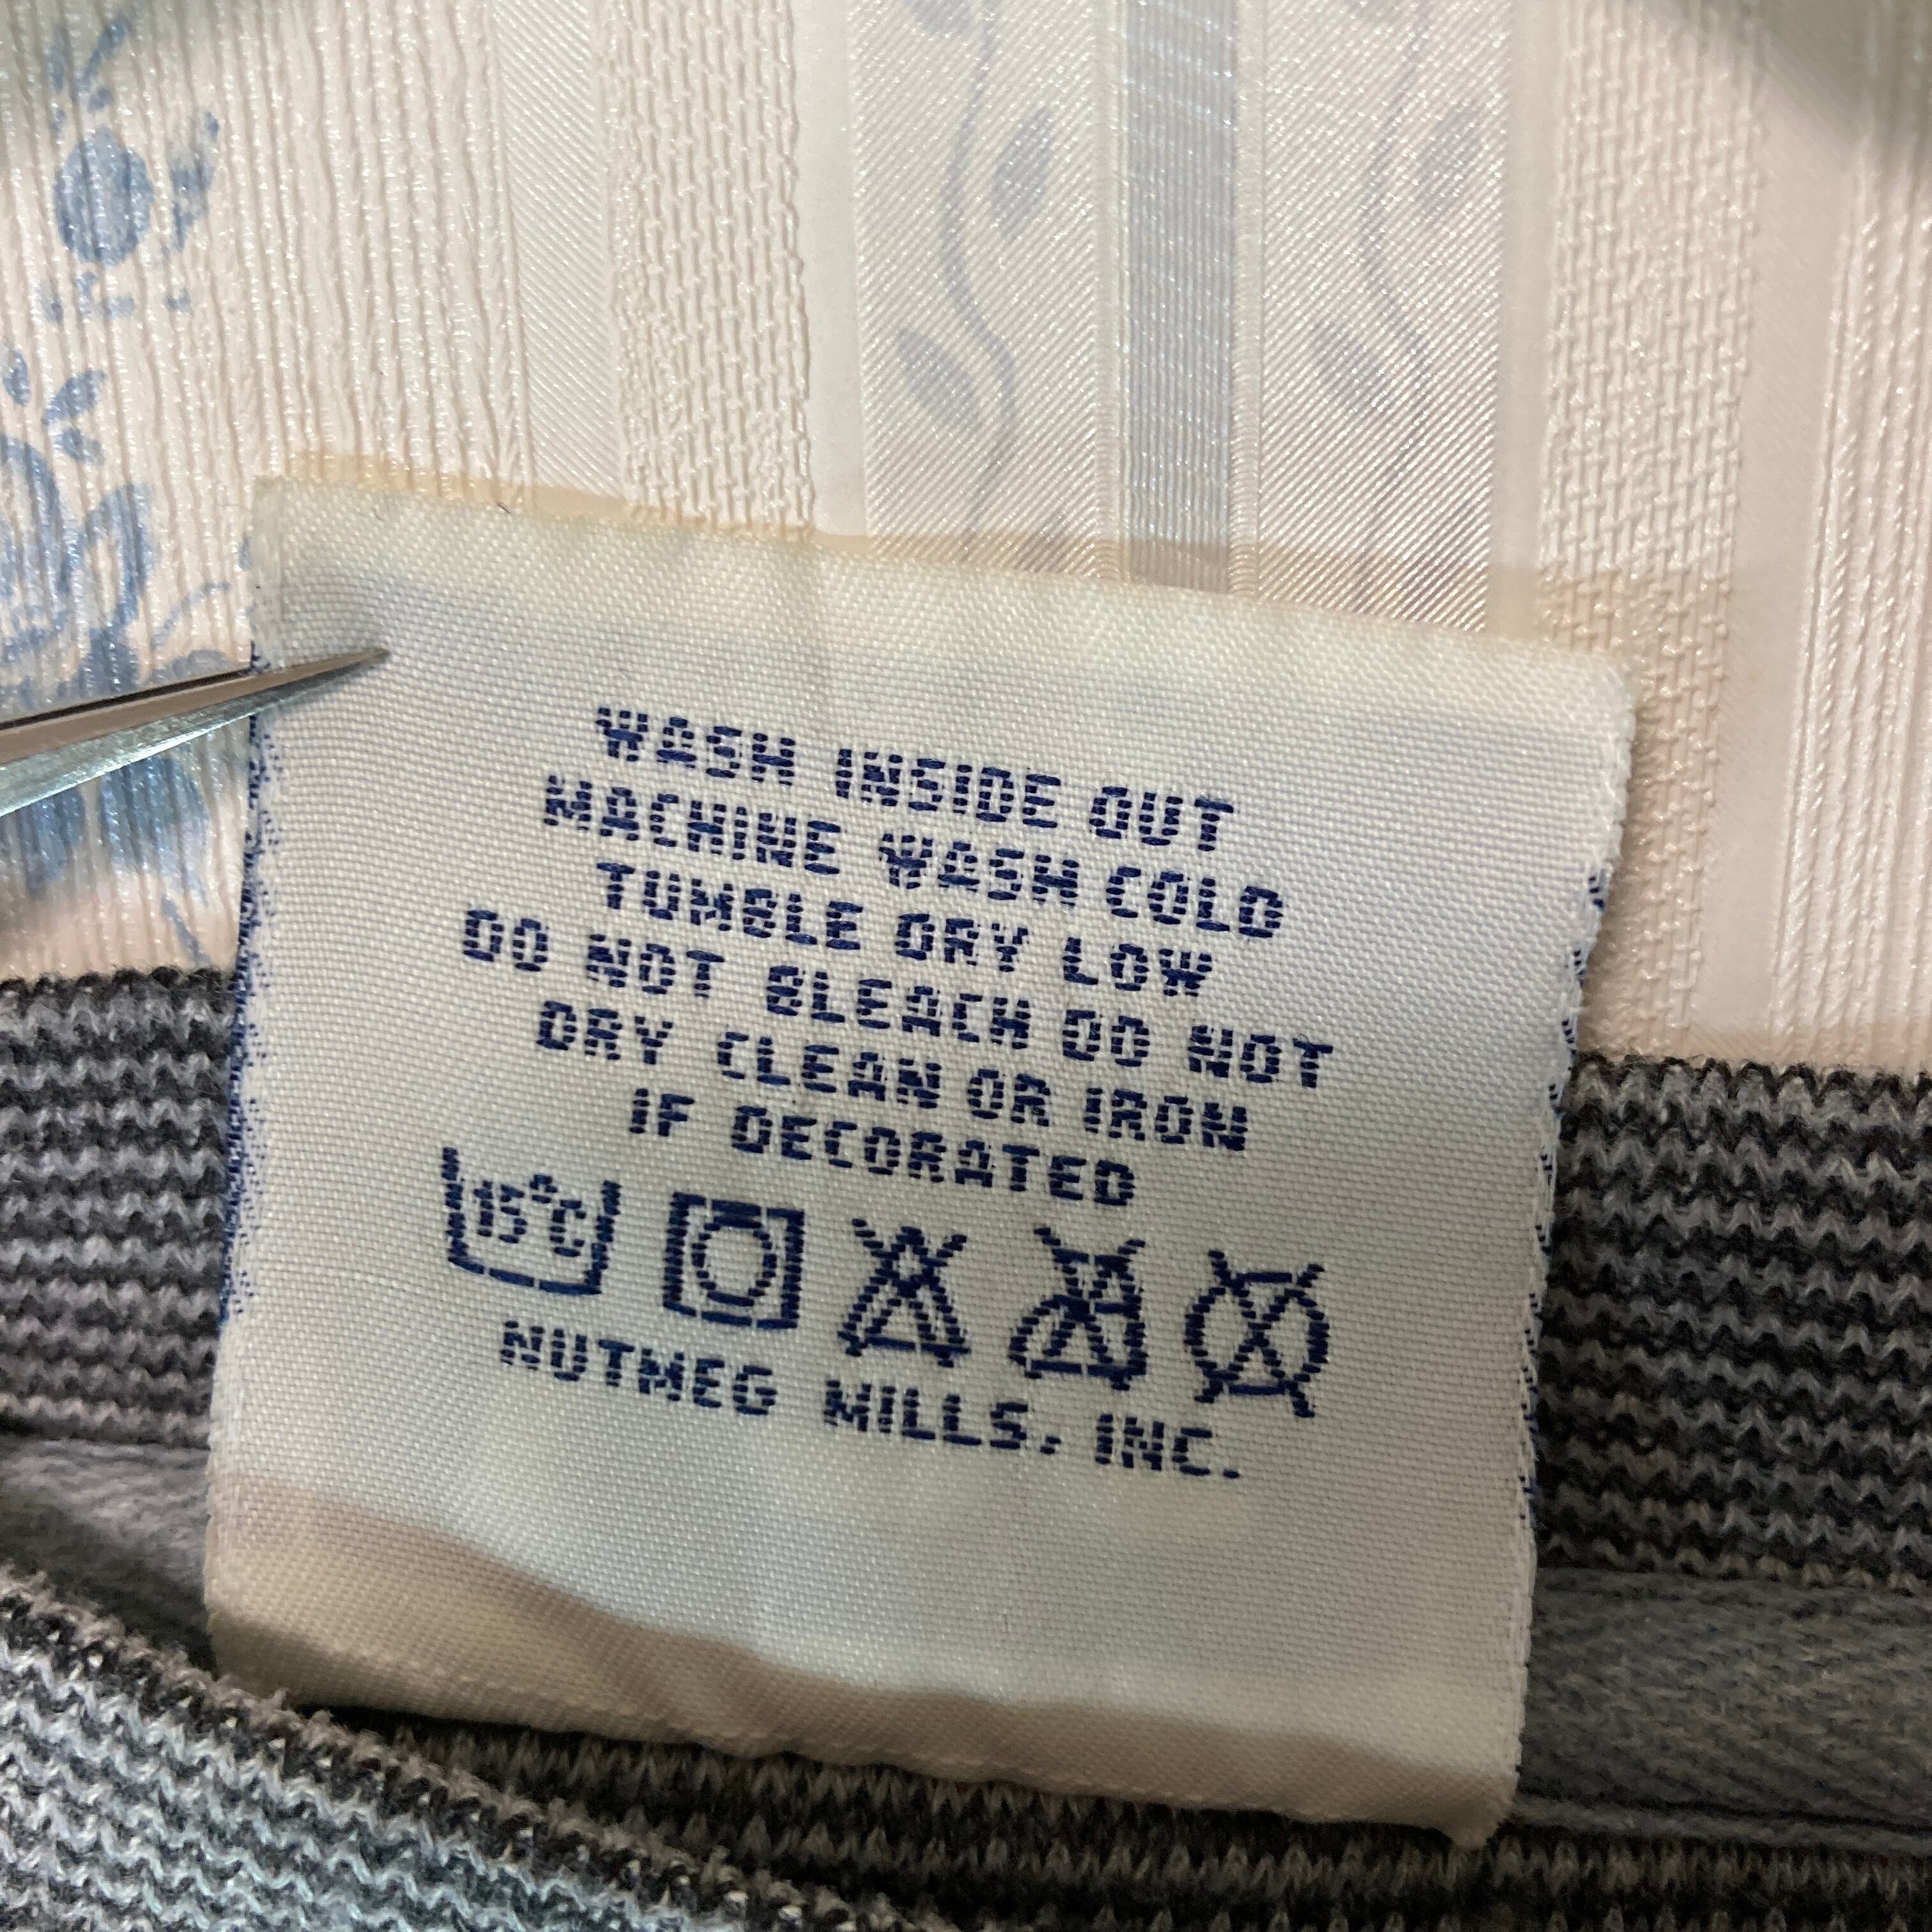 WASH INSIDE OUT
MACHINE WASH COLD
TUMBLE DRY LOW
DO NOT BLEACH DO NOT
DRY CLEAN OR IRON
IF DECORATED
15°C
NUTMEG MILLS, INC.